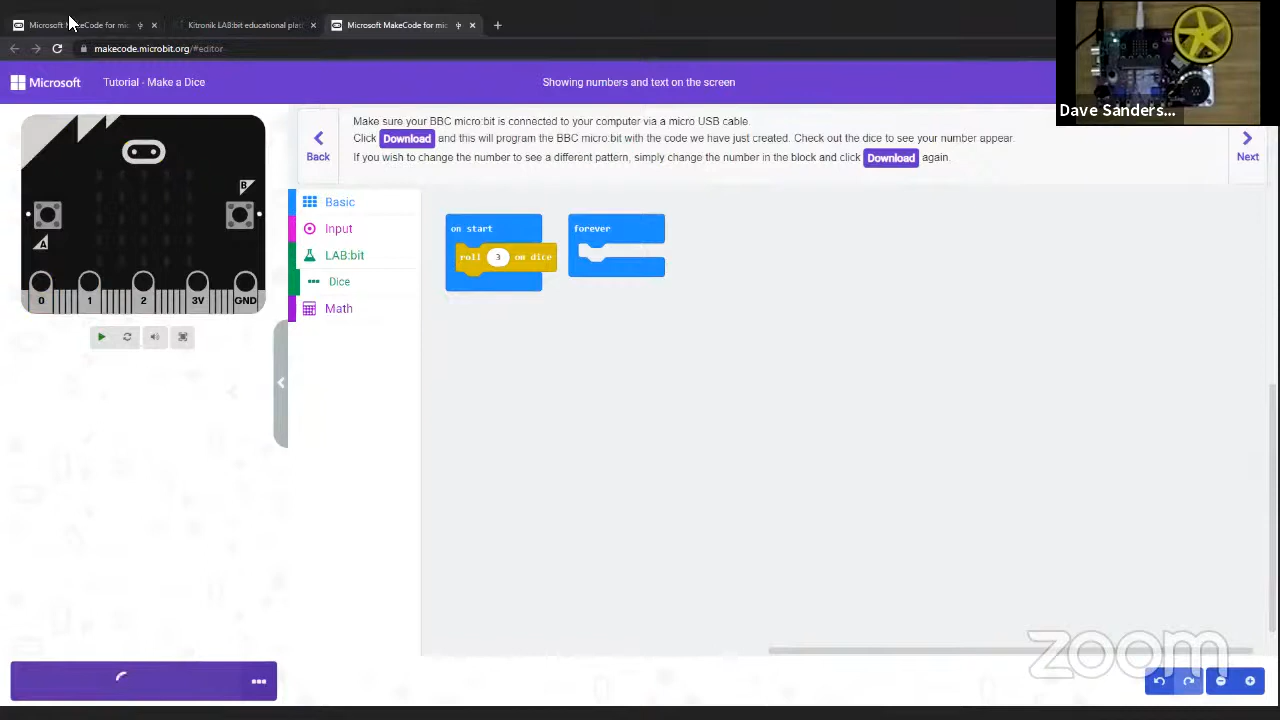 Microsoft MakeCode for mic
Kitronik LAB:bit educational plat
Microsoft MakeCode for mic
makecode.microbit.org/#editor
Microsoft
Tutorial - Make a Dice
Showing numbers and text on the screen
Dave Sanders...
Make sure your BBC micro bit is connected to your computer via a micro USB cable.
Click Download and this will program the BBC micro bit with the code we have just created. Check out the dice to see your number appear.
If you wish to change the number to see a different pattern, simply change the number in the block and click Download again.
Back
Next
B
A
0 1 2 3V GND
Basic
Input
LAB:bit
Dice
Math
on start
roll 3 on dice
forever
zoom